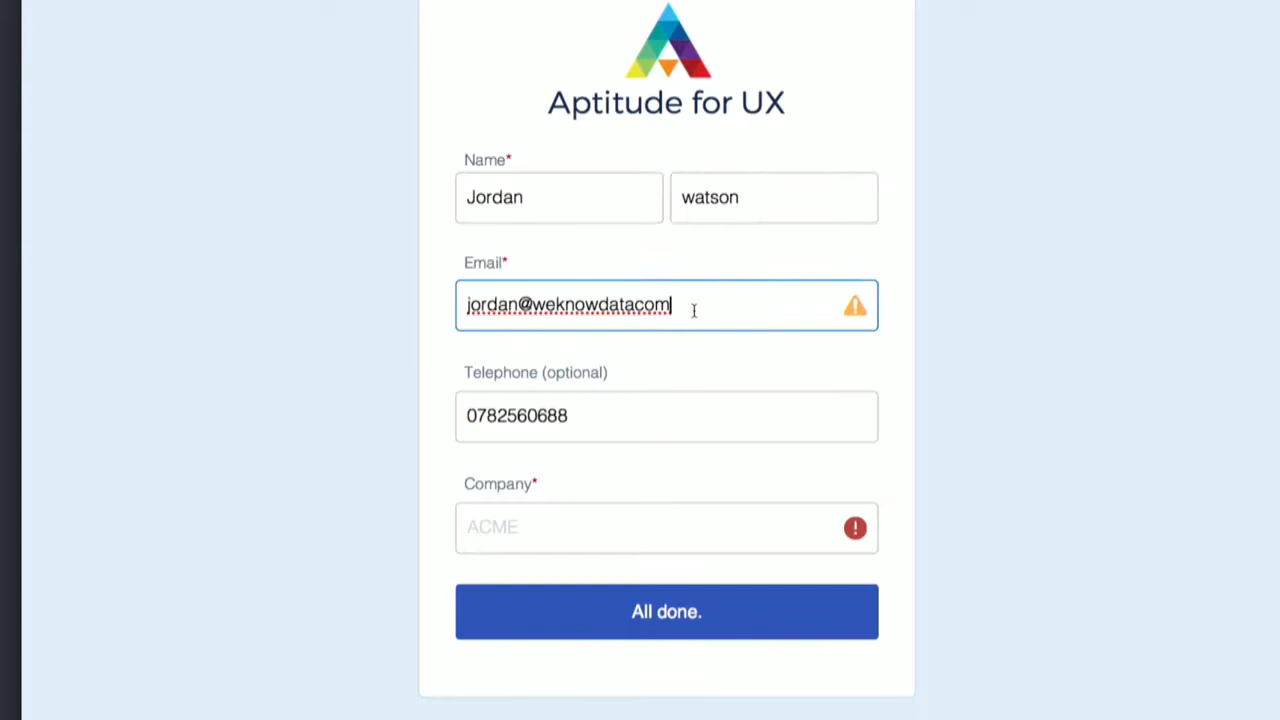 Aptitude for UX
Name*
Jordan watson
Email*
jordan@weknowdatacom
Telephone (optional)
0782560688
Company*
ACME
All done.